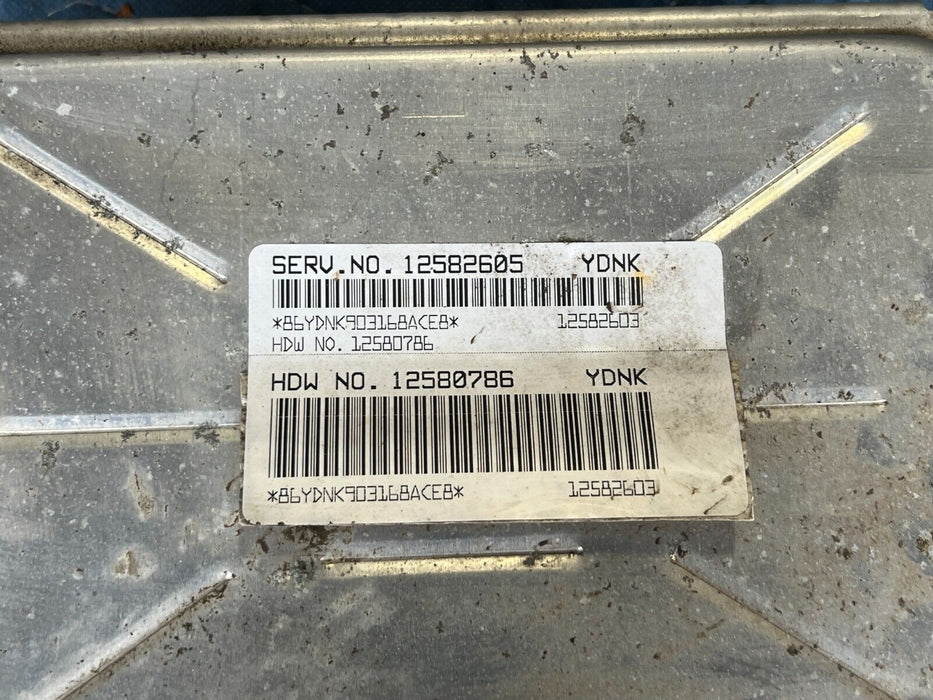 SERV.NO. 12582605 YDNK
*86YDNK903168ACE8* 12582603
HDW NO. 12580786
HDW NO. 12580786 YDNK
*86YDNK903168ACE8* 12582603